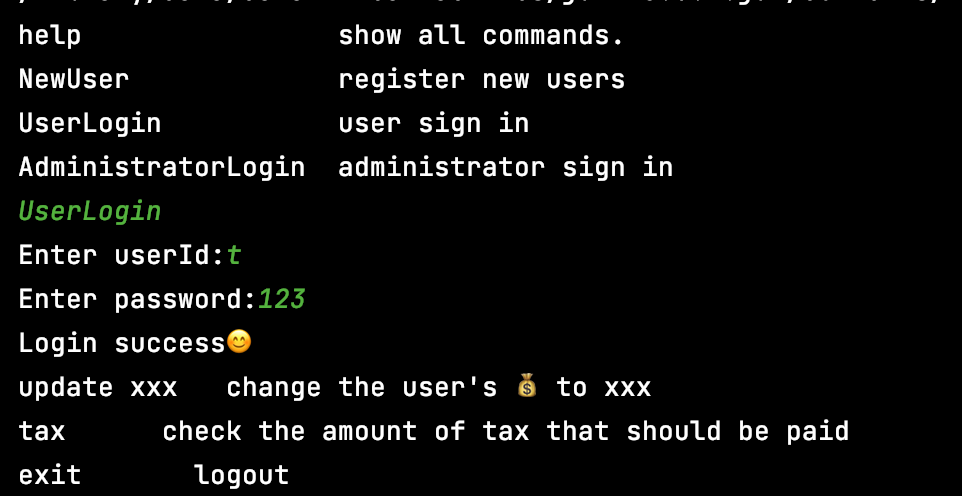 help                show all commands.
NewUser             register new users
UserLogin           user sign in
AdministratorLogin  administrator sign in
UserLogin
Enter userId:t
Enter password:123
Login success😊
update xxx   change the user's 💰 to xxx
tax      check the amount of tax that should be paid
exit       logout